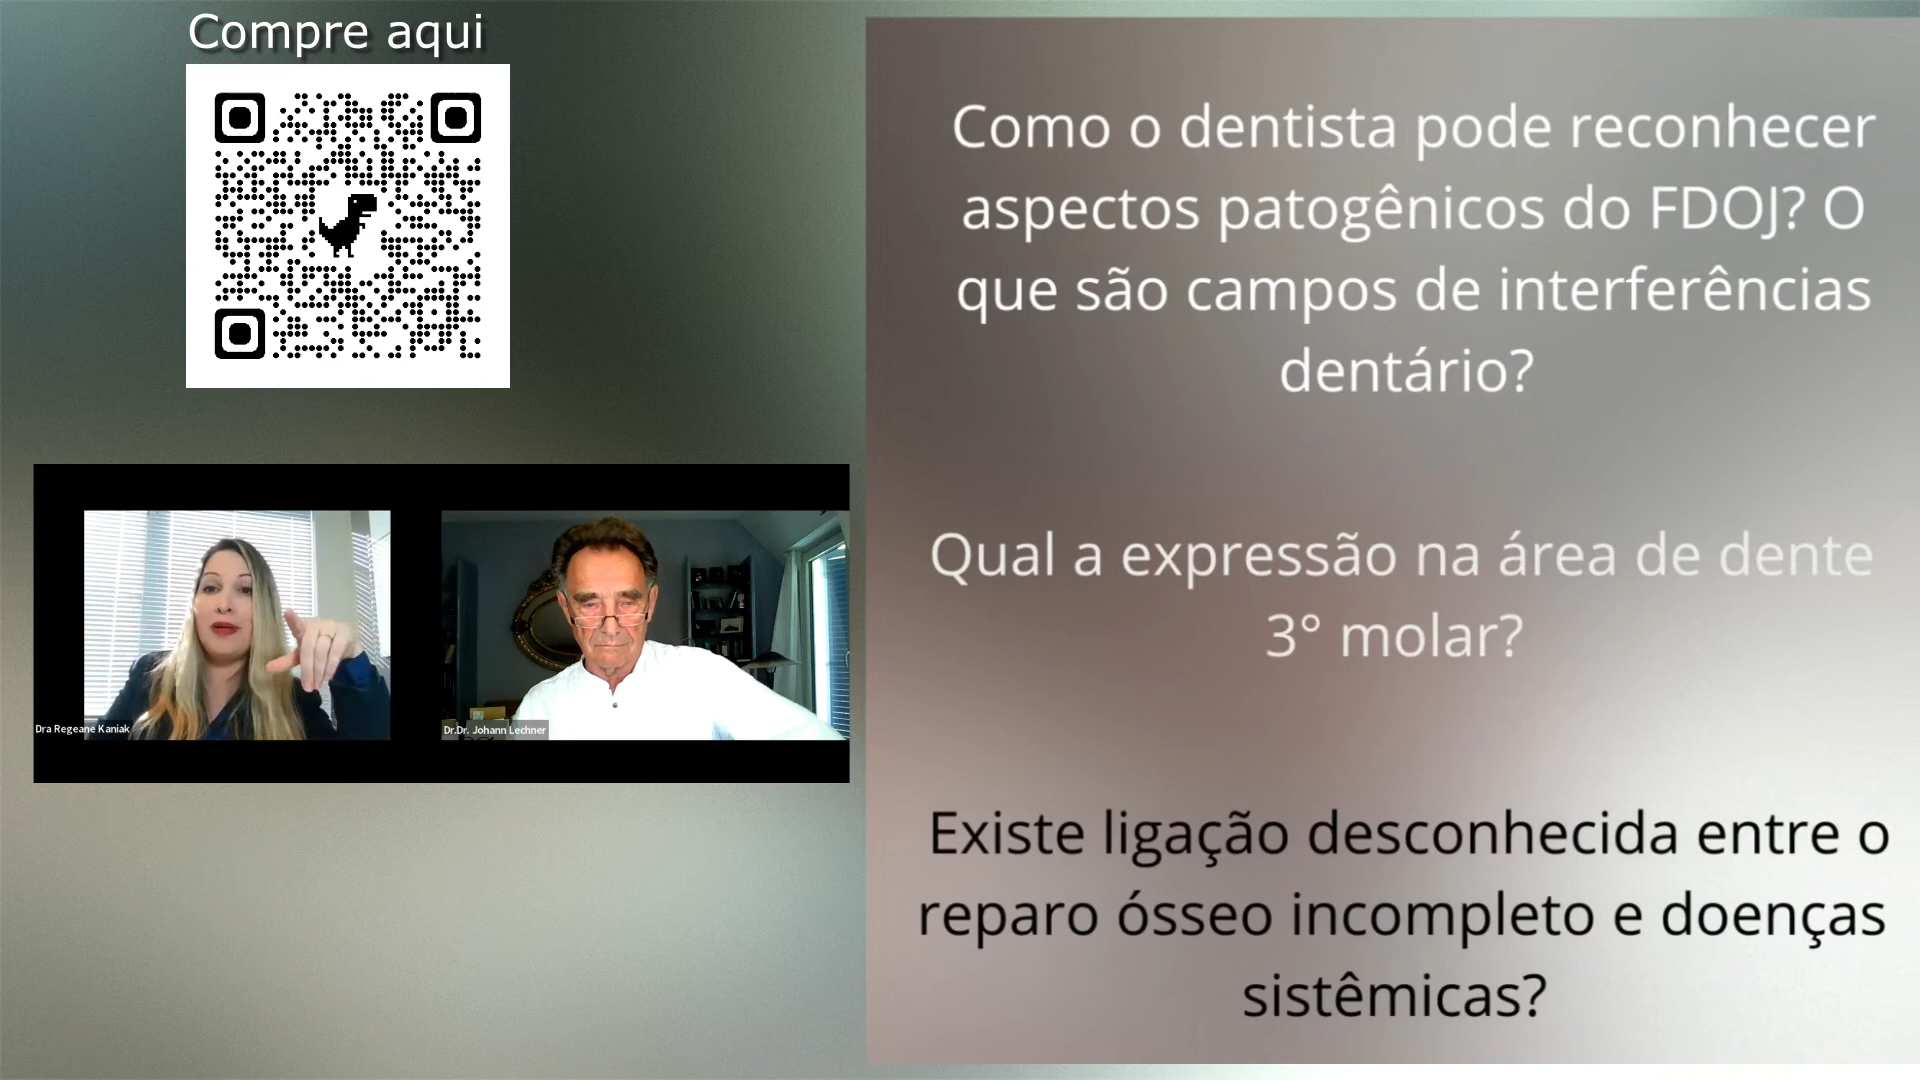 Compre aqui
Como o dentista pode reconhecer
aspectos patogênicos do FDOJ? O
que são campos de interferências
dentário?
Qual a expressão na área de dente
3° molar?
Existe ligação desconhecida entre o
reparo ósseo incompleto e doenças
sistêmicas?
Dra Regeane Kaniak
Dr.Dr. Johann Lechner